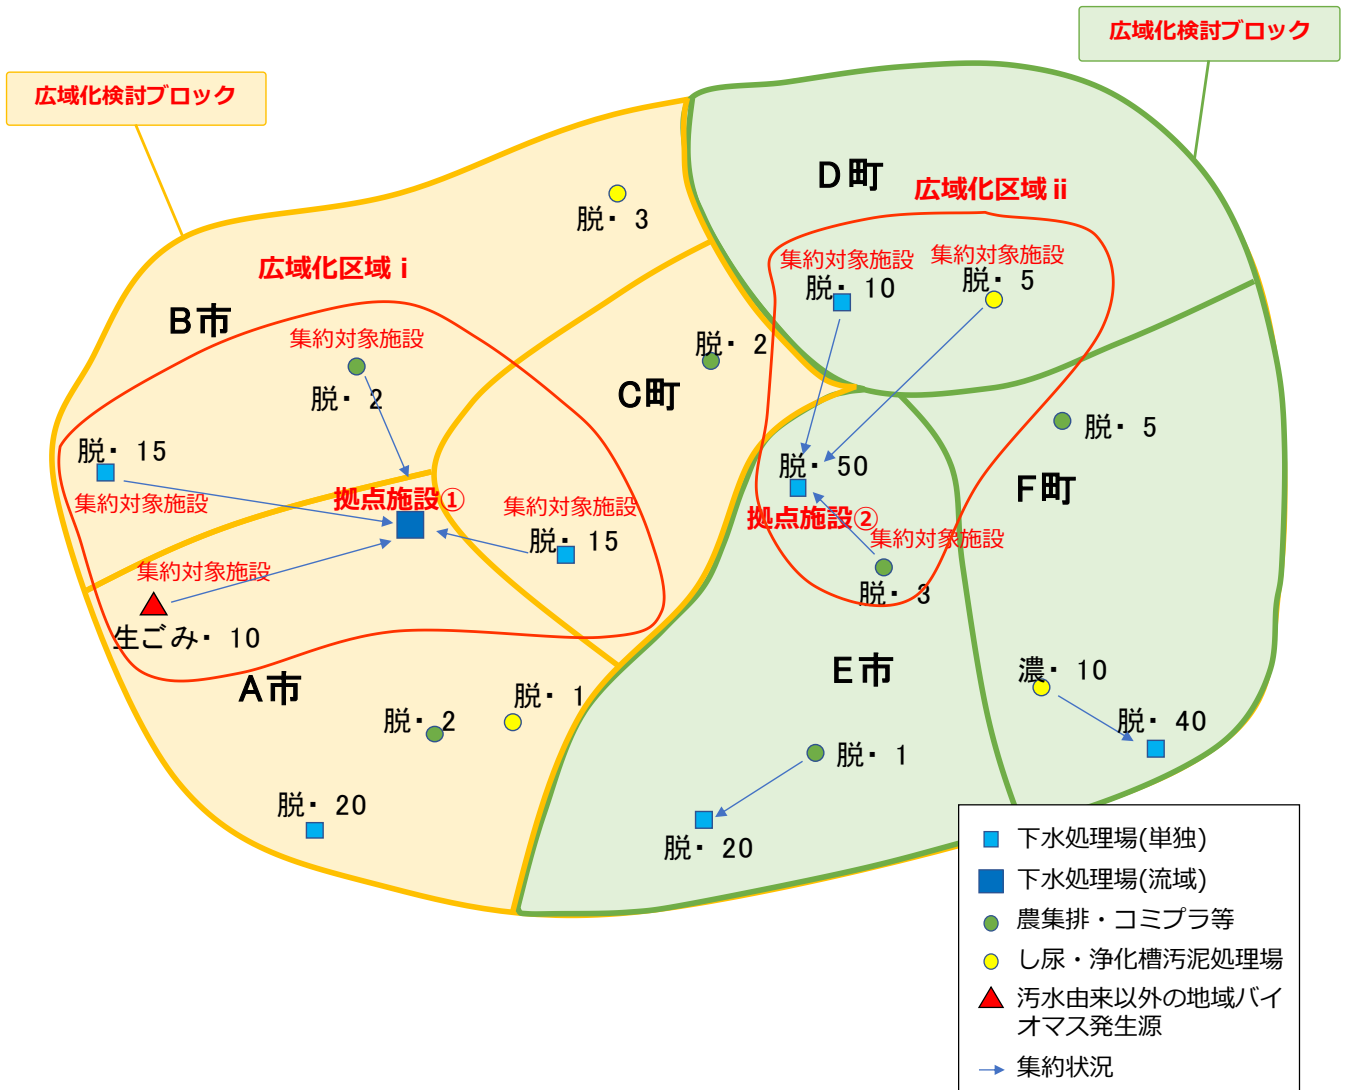 広域化検討ブロック
広域化検討ブロック
D町
広域化区域 ii
脱・ 3
集約対象施設
集約対象施設
脱・ 10
脱・ 5
広域化区域 i
B市
集約対象施設
脱・ 2
脱・ 2
C町
脱・ 5
脱・ 15
集約対象施設
拠点施設①
集約対象施設
脱・ 15
脱・ 50
拠点施設②
F町
集約対象施設
脱・ 3
集約対象施設
生ごみ・ 10
A市
脱・ 2
脱・ 1
脱・ 20
E市
濃・ 10
脱・ 40
脱・ 1
脱・ 20
下水処理場(単独)
下水処理場(流域)
農集排・コミプラ等
し尿・浄化槽汚泥処理場
汚水由来以外の地域バイ
オマス発生源
集約状況